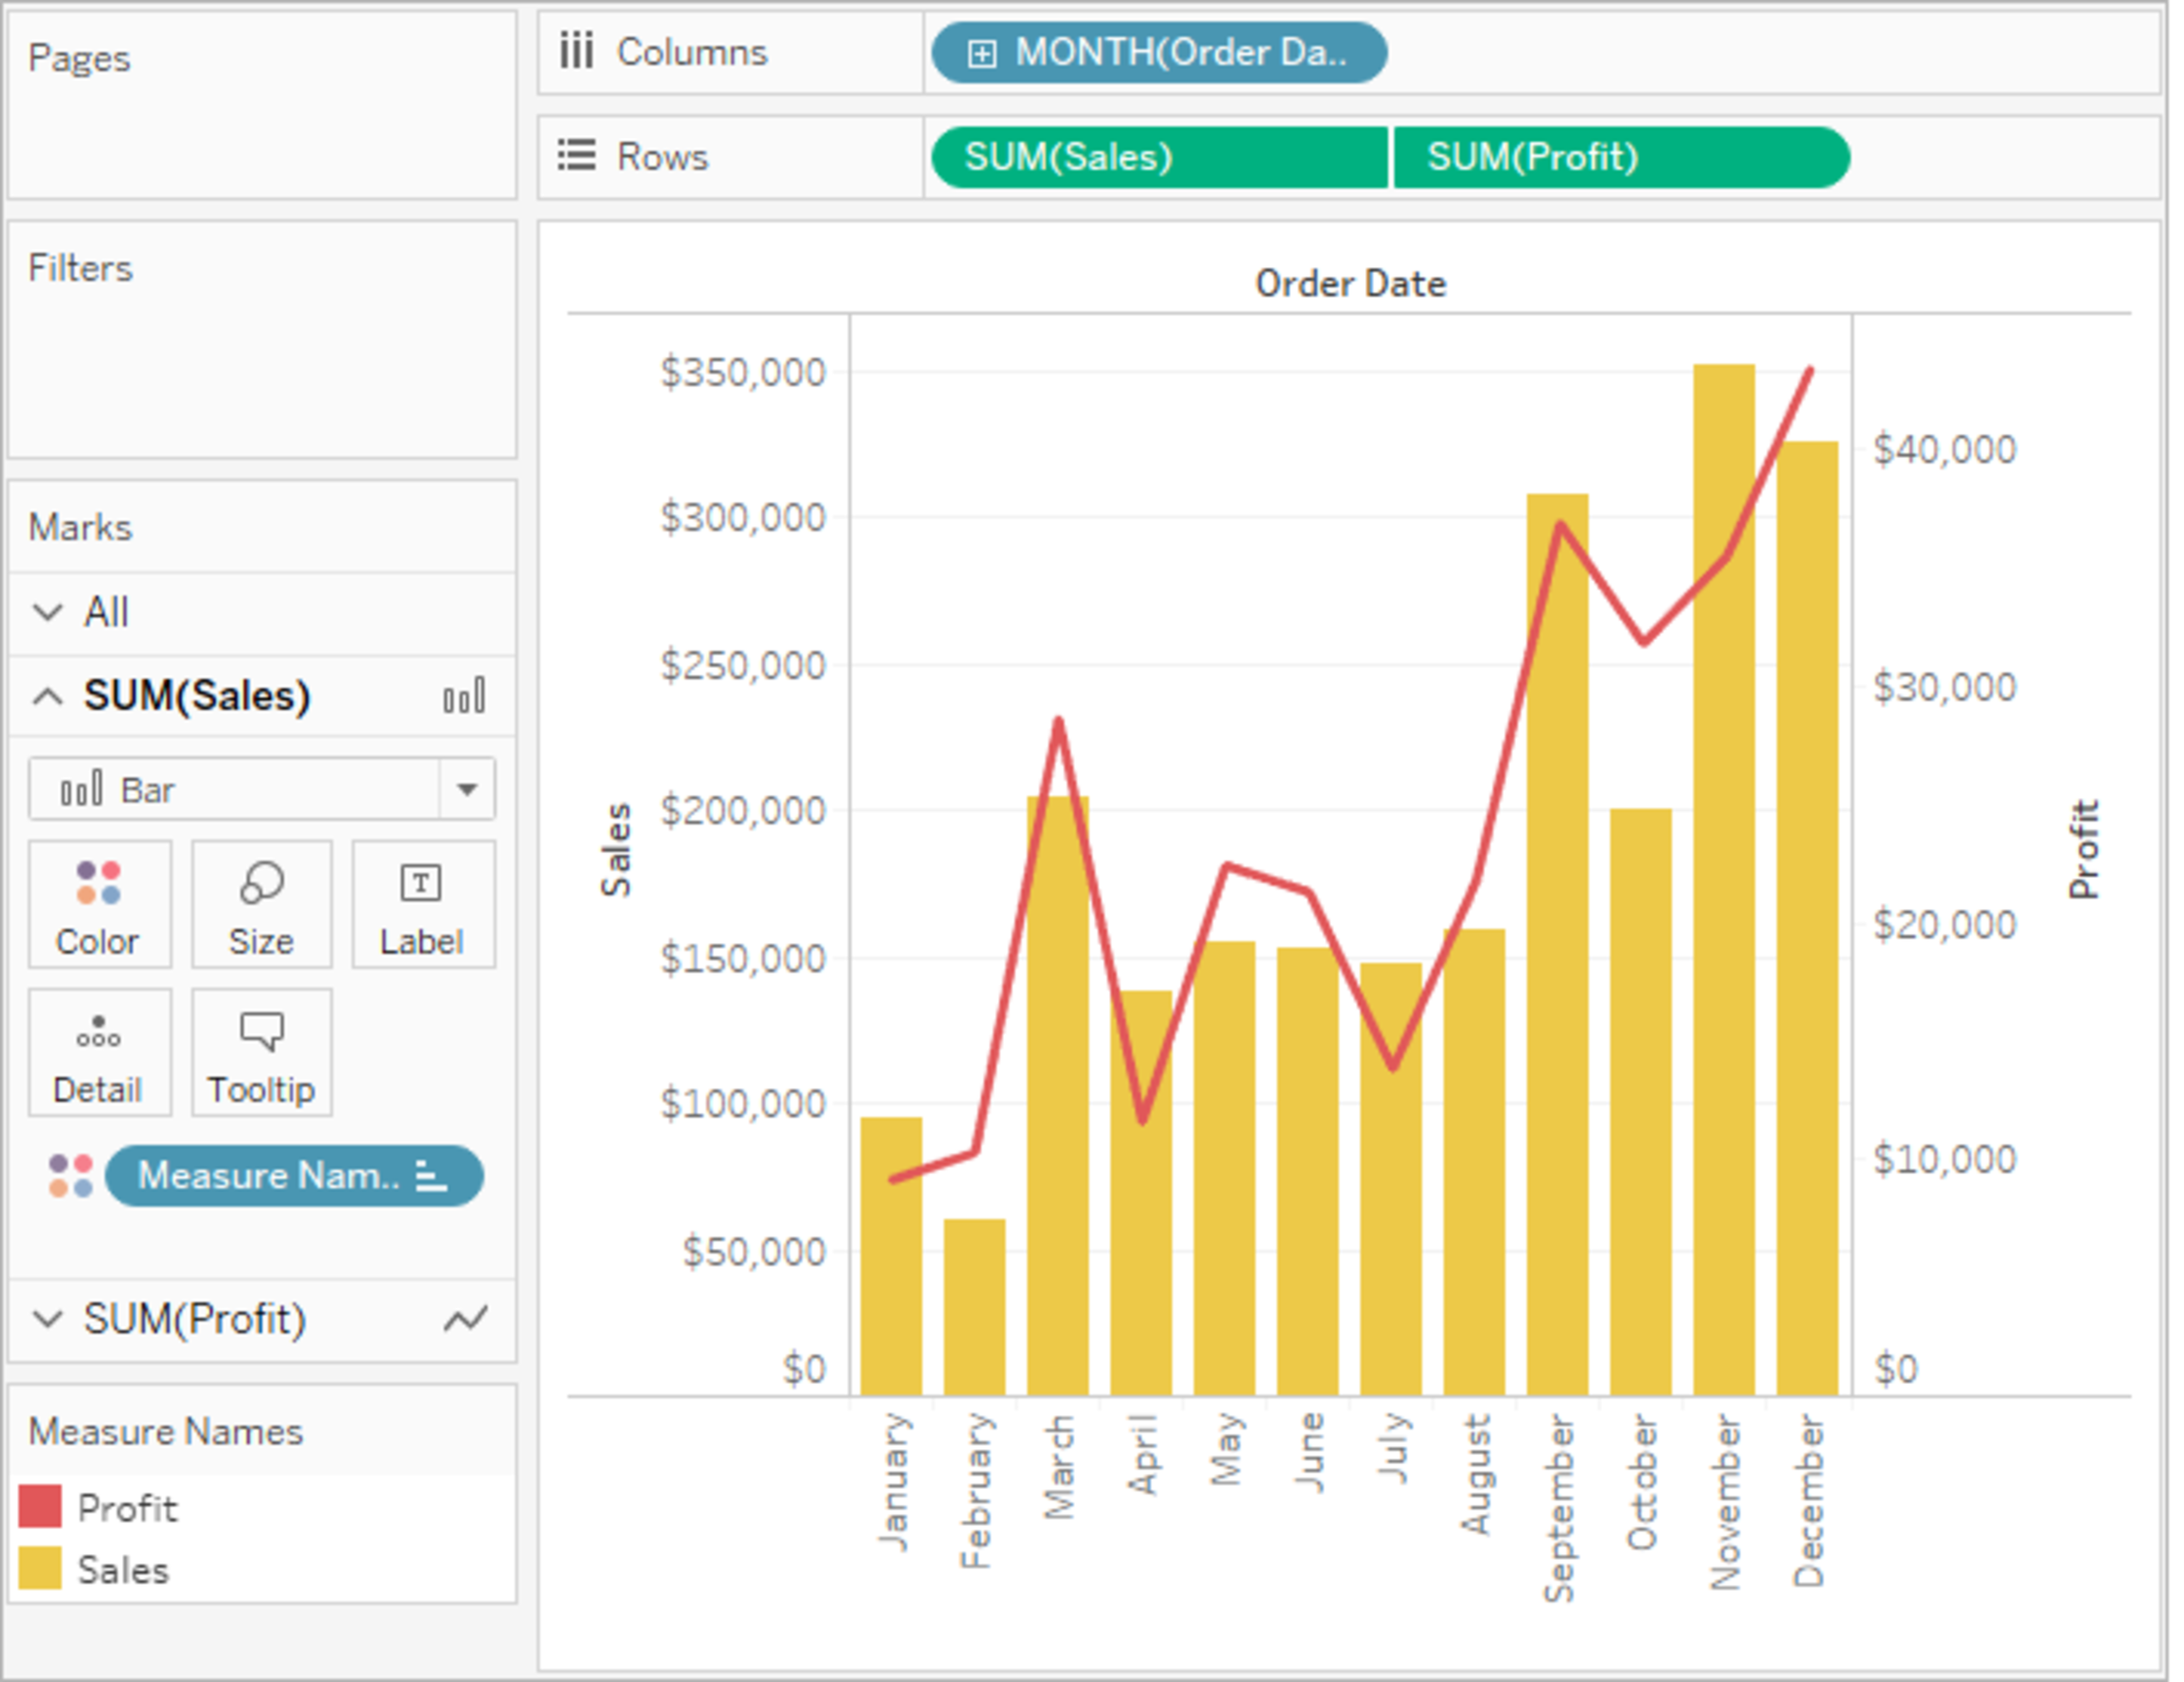 Pages
Columns
MONTH(Order Da..
Rows
SUM(Sales)
SUM(Profit)
Filters
Marks
All
SUM(Sales)
Bar
Color
Size
Label
Detail
Tooltip
Measure Nam..
SUM(Profit)
Measure Names
Profit
Sales
Order Date
Sales
$350,000
$300,000
$250,000
$200,000
$150,000
$100,000
$50,000
$0
$40,000
$30,000
$20,000
$10,000
$0
Profit
January
February
March
April
May
June
July
August
September
October
November
December